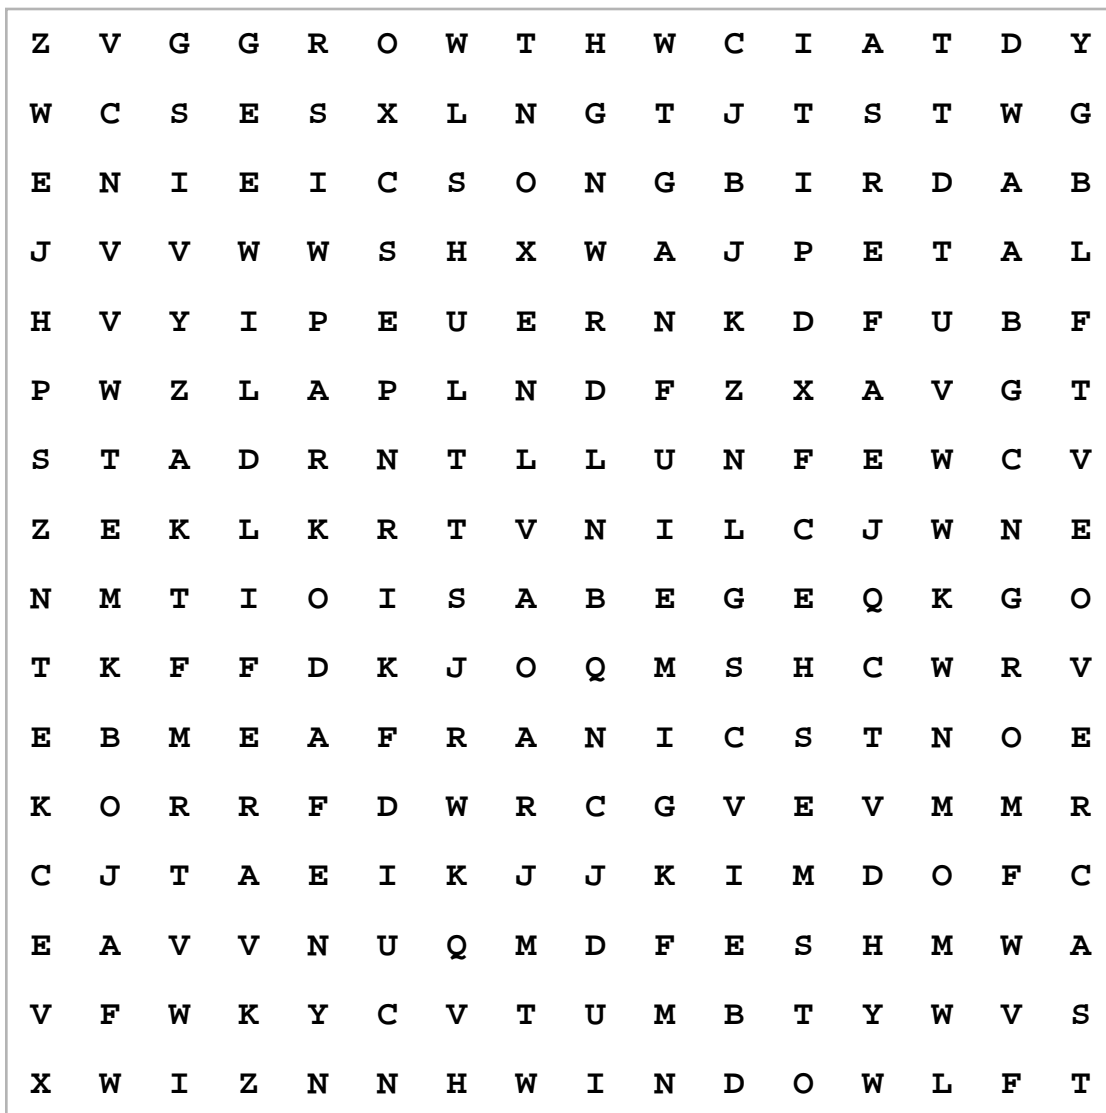 Z V G G R O W T H W C I A T D Y
W C S E S X L N G T J T S T W G
E N I E I C S O N G B I R D A B
J V V W W S H X W A J P E T A L
H V Y I P E U E R N K D F U B F
P W Z L A P L N D F Z X A V G T
S T A D R N T L L U N F E W C V
Z E K L K R T V N I L C J W N E
N M T I O I S A B E G E Q K G O
T K F F D K J O Q M S H C W R V
E B M E A F R A N I C S T N O E
K O R R F D W R C G V E V M M R
C J T A E I K J J K I M D O F C
E A V V N U Q M D F E S H M W A
V F W K Y C V T U M B T Y W V S
X W I Z N N H W I N D O W L F T